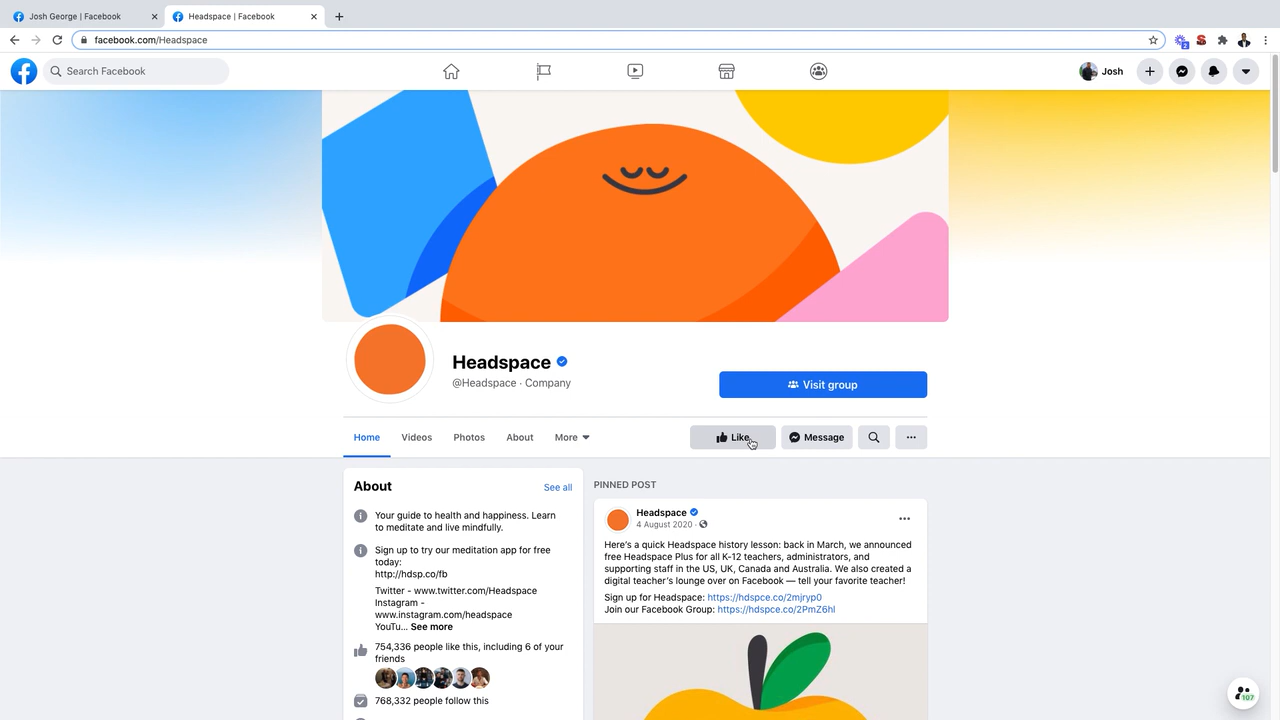 Josh George | Facebook
Headspace | Facebook
facebook.com/Headspace
2
Search Facebook
Josh
Headspace
@Headspace · Company
Visit group
Home
Videos
Photos
About
More
Like
Message
About
See all
Your guide to health and happiness. Learn
to meditate and live mindfully.
Sign up to try our meditation app for free
today:
http://hdsp.co/fb
Twitter - www.twitter.com/Headspace
Instagram -
www.instagram.com/headspace
YouTu... See more
754,336 people like this, including 6 of your
friends
768,332 people follow this
PINNED POST
Headspace
4 August 2020 ·
Here's a quick Headspace history lesson: back in March, we announced
free Headspace Plus for all K-12 teachers, administrators, and
supporting staff in the US, UK, Canada and Australia. We also created a
digital teacher's lounge over on Facebook — tell your favorite teacher!
Sign up for Headspace: https://hdspce.co/2mjryp0
Join our Facebook Group: https://hdspce.co/2PmZ6hl
107